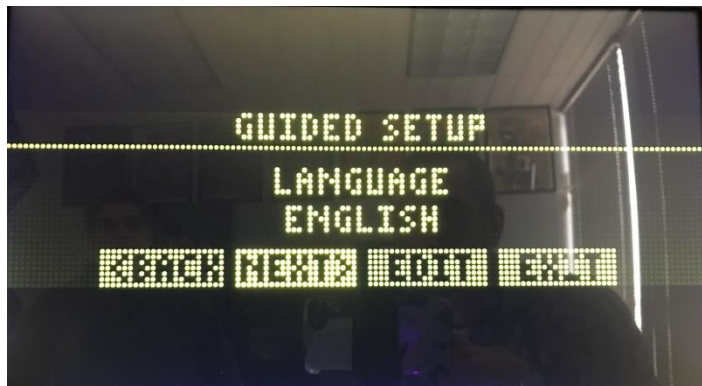 GUIDED SETUP
LANGUAGE
ENGLISH
<BACK NEXT> EDIT EXIT